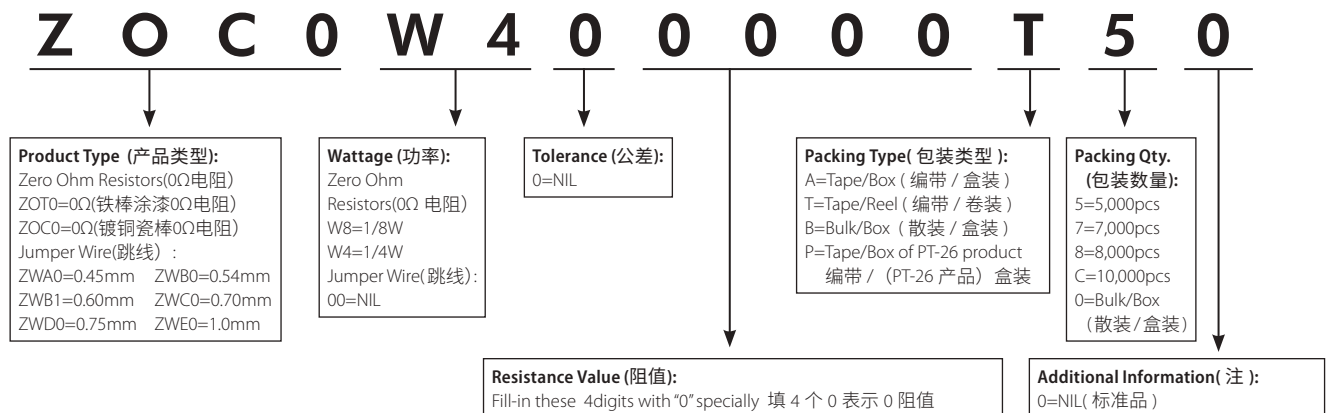 Z O C 0 W 4 0 0 0 0 0 T 5 0
Product Type (产品类型):
Zero Ohm Resistors(0Ω电阻)
ZOT0=0Ω(铁棒涂漆0Ω电阻)
ZOC0=0Ω(镀铜瓷棒0Ω电阻)
Jumper Wire(跳线）:
ZWA0=0.45mm ZWB0=0.54mm
ZWB1=0.60mm ZWC0=0.70mm
ZWD0=0.75mm ZWE0=1.0mm
Wattage (功率):
Zero Ohm
Resistors(0Ω 电阻)
W8=1/8W
W4=1/4W
Jumper Wire(跳线):
00=NIL
Tolerance (公差):
0=NIL
Packing Type( 包装类型 ):
A=Tape/Box ( 编带 / 盒装 )
T=Tape/Reel ( 编带 / 卷装 )
B=Bulk/Box ( 散装 / 盒装 )
P=Tape/Box of PT-26 product
编带 /（PT-26 产品）盒装
Packing Qty.
(包装数量):
5=5,000pcs
7=7,000pcs
8=8,000pcs
C=10,000pcs
0=Bulk/Box
（散装/盒装）
Resistance Value (阻值):
Fill-in these 4digits with "0" specially 填 4 个 0 表示 0 阻值
Additional Information( 注 ):
0=NIL( 标准品 )